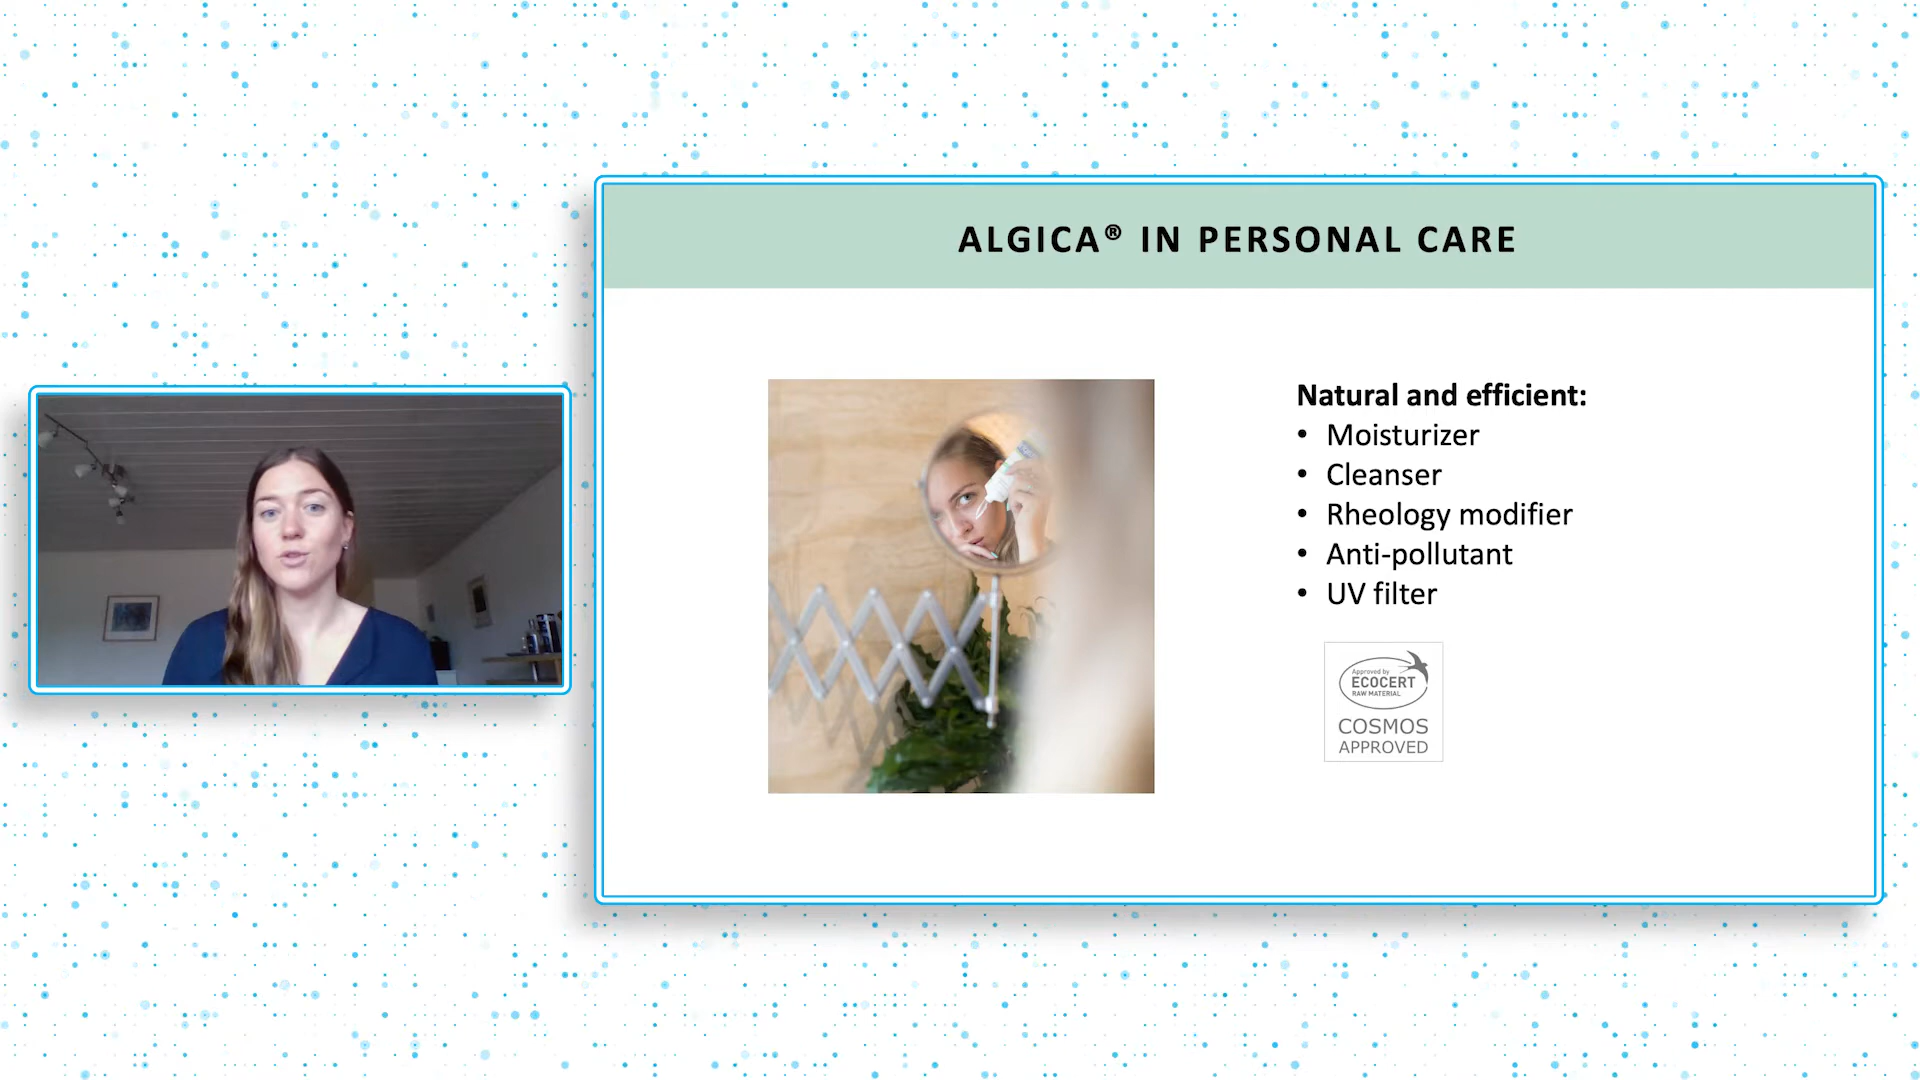 ALGICA® IN PERSONAL CARE
Natural and efficient:
• Moisturizer
• Cleanser
• Rheology modifier
• Anti-pollutant
• UV filter
Approved by
ECOCERT
RAW MATERIAL
COSMOS
APPROVED